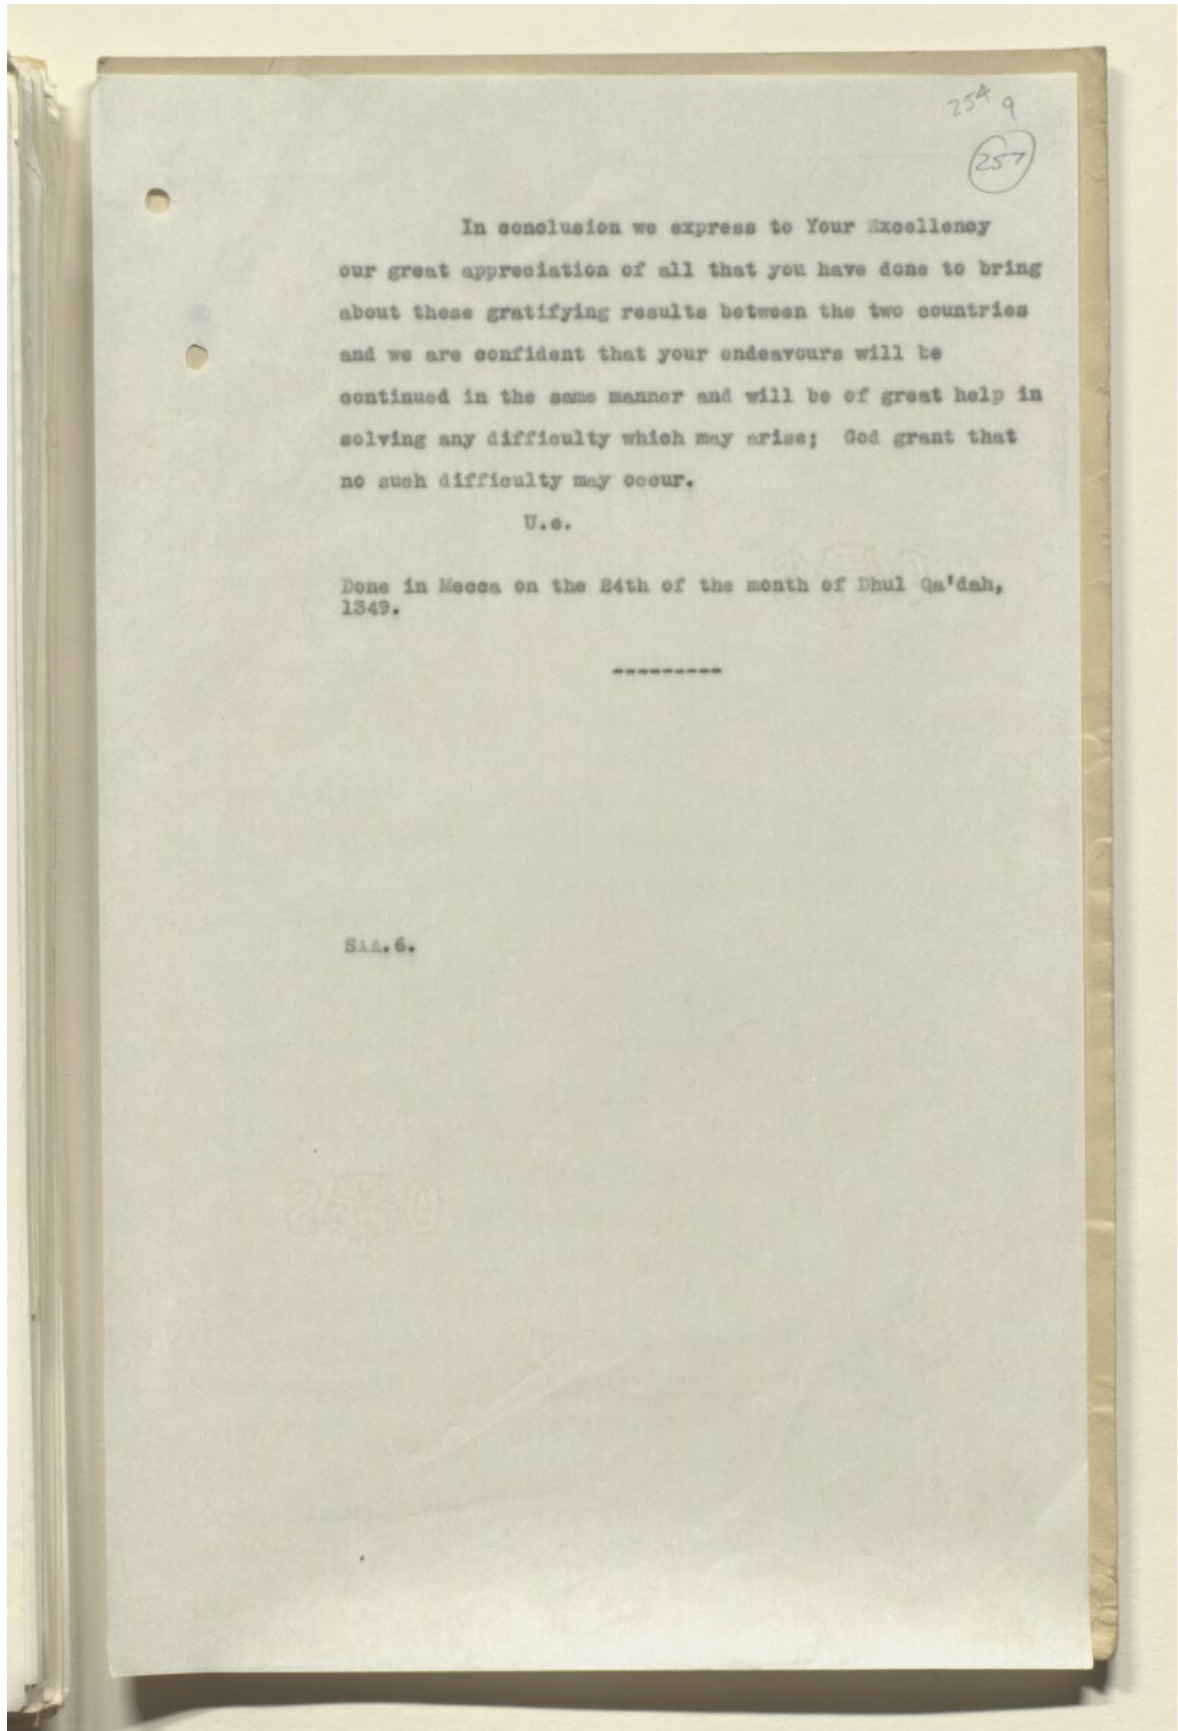 254 9
257
In conclusion we express to Your Excellency
our great appreciation of all that you have done to bring
about these gratifying results between the two countries
and we are confident that your endeavours will be
continued in the same manner and will be of great help in
solving any difficulty which may arise;  God grant that
no such difficulty may occur.
U.e.
Done in Mecca on the 24th of the month of Dhul Qa'dah,
1349.
---------
SAA.6.